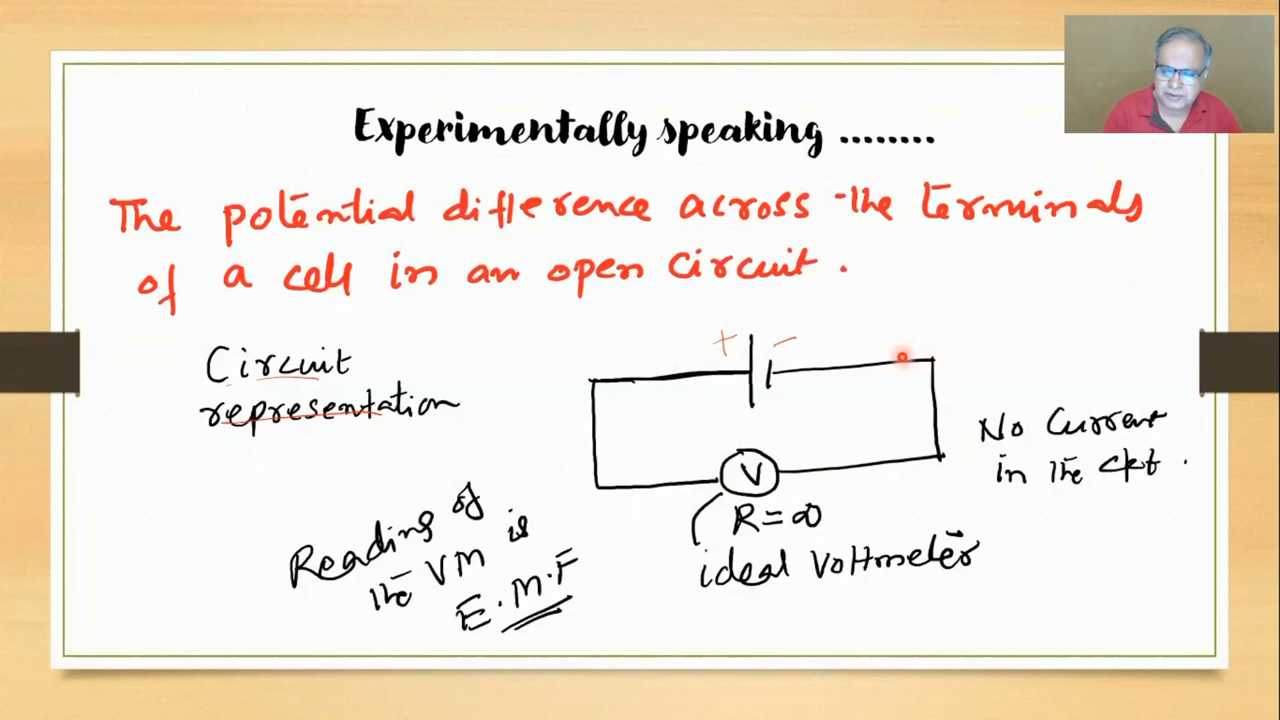 Experimentally speaking ........
The potential difference across the terminals
of a cell in an open circuit.
Circuit
representation
+ -
V
R = ∞
ideal Voltmeter
No Current
in the ckt.
Reading of
the VM is
E.M.F